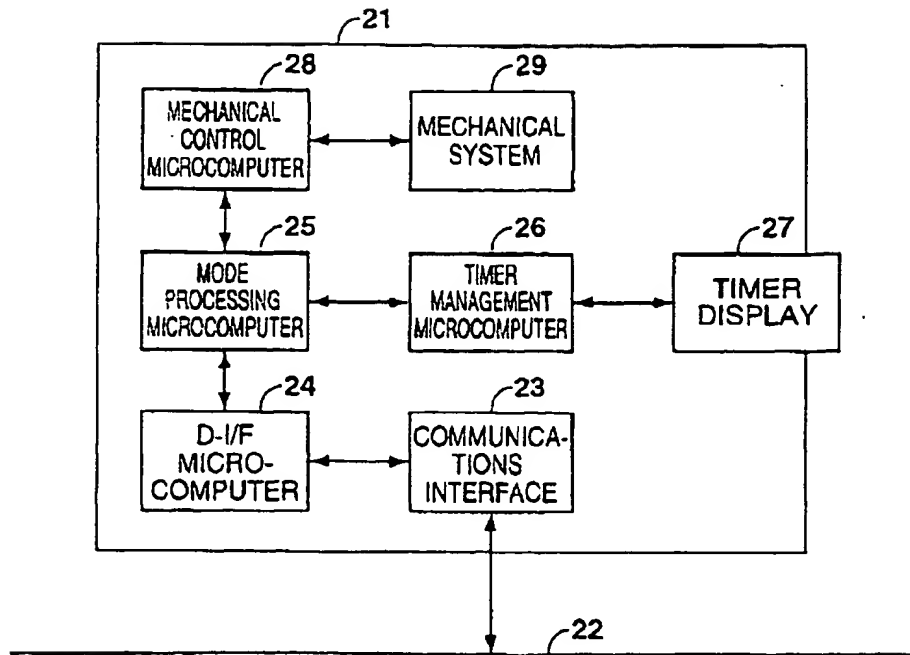 21
28
MECHANICAL
CONTROL
MICROCOMPUTER
29
MECHANICAL
SYSTEM
25
MODE
PROCESSING
MICROCOMPUTER
26
TIMER
MANAGEMENT
MICROCOMPUTER
27
TIMER
DISPLAY
24
D-I/F
MICRO-
COMPUTER
23
COMMUNICA-
TIONS
INTERFACE
22